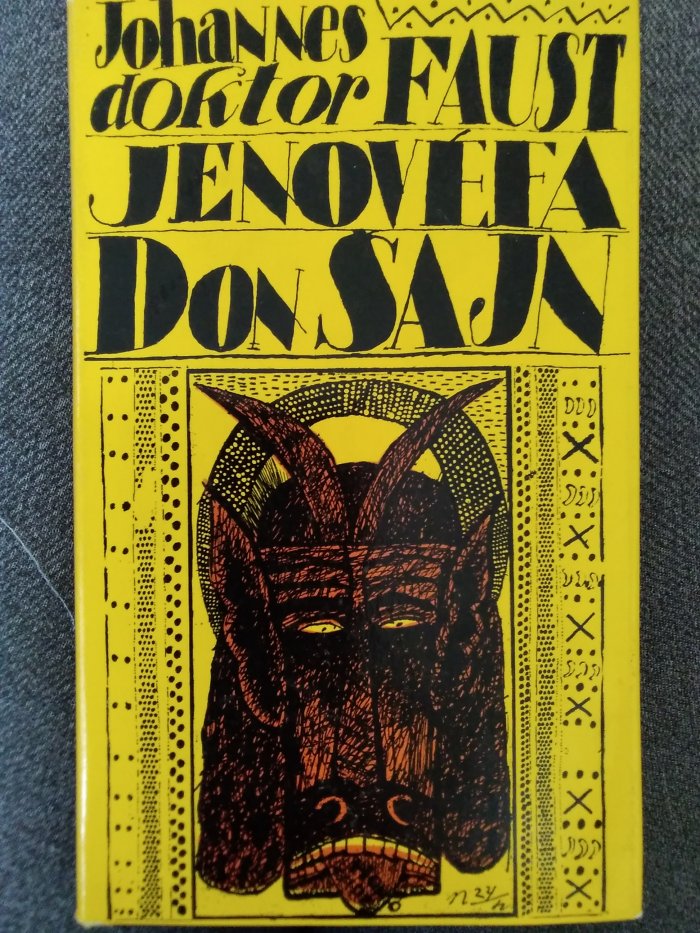 Johannes
doktor FAUST
JENOVÉFA
DON ŠAJN